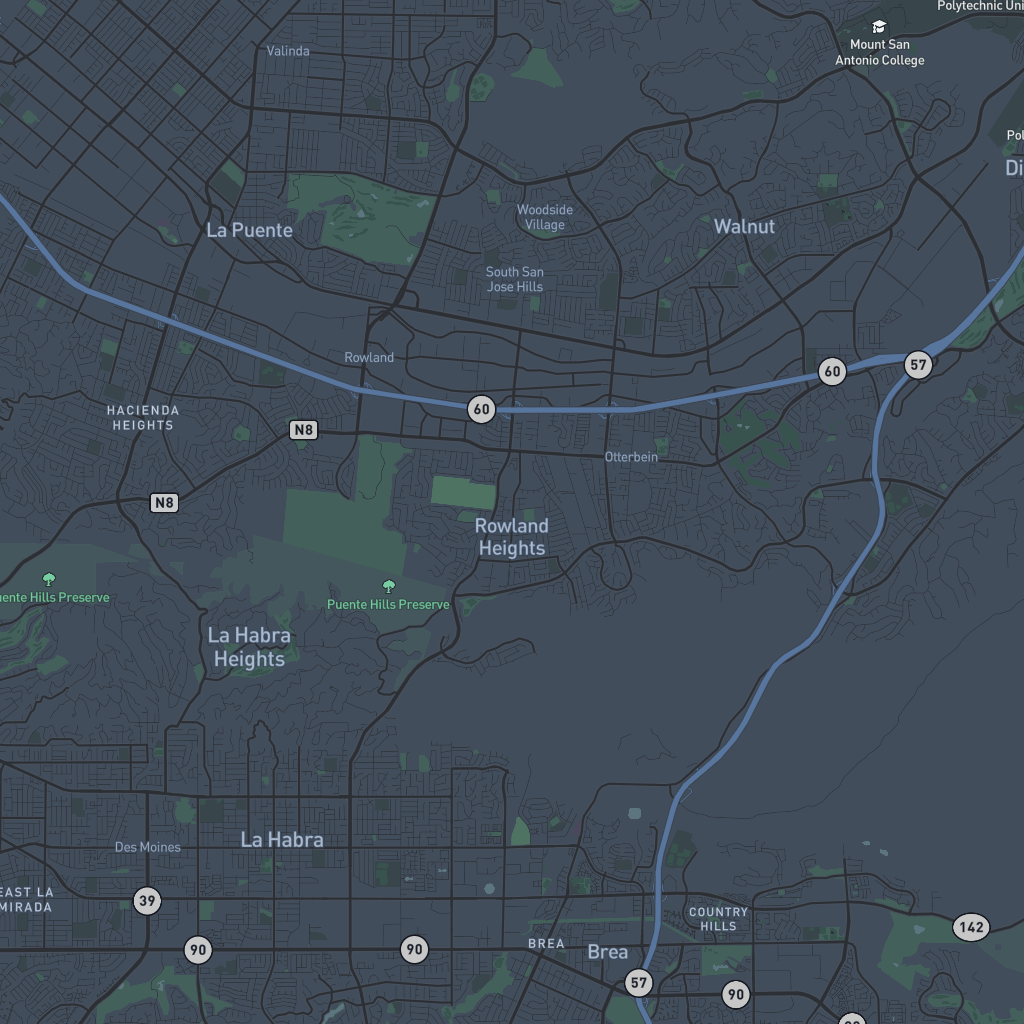 Polytechnic Uni
Mount San
Antonio College
Valinda
Pol
Di
Woodside
Village
La Puente
Walnut
South San
Jose Hills
Rowland
60
57
60
HACIENDA
HEIGHTS
N8
Otterbein
N8
Rowland
Heights
uente Hills Preserve
Puente Hills Preserve
La Habra
Heights
La Habra
Des Moines
EAST LA
MIRADA
39
COUNTRY
HILLS
142
90
90
BREA
Brea
57
90